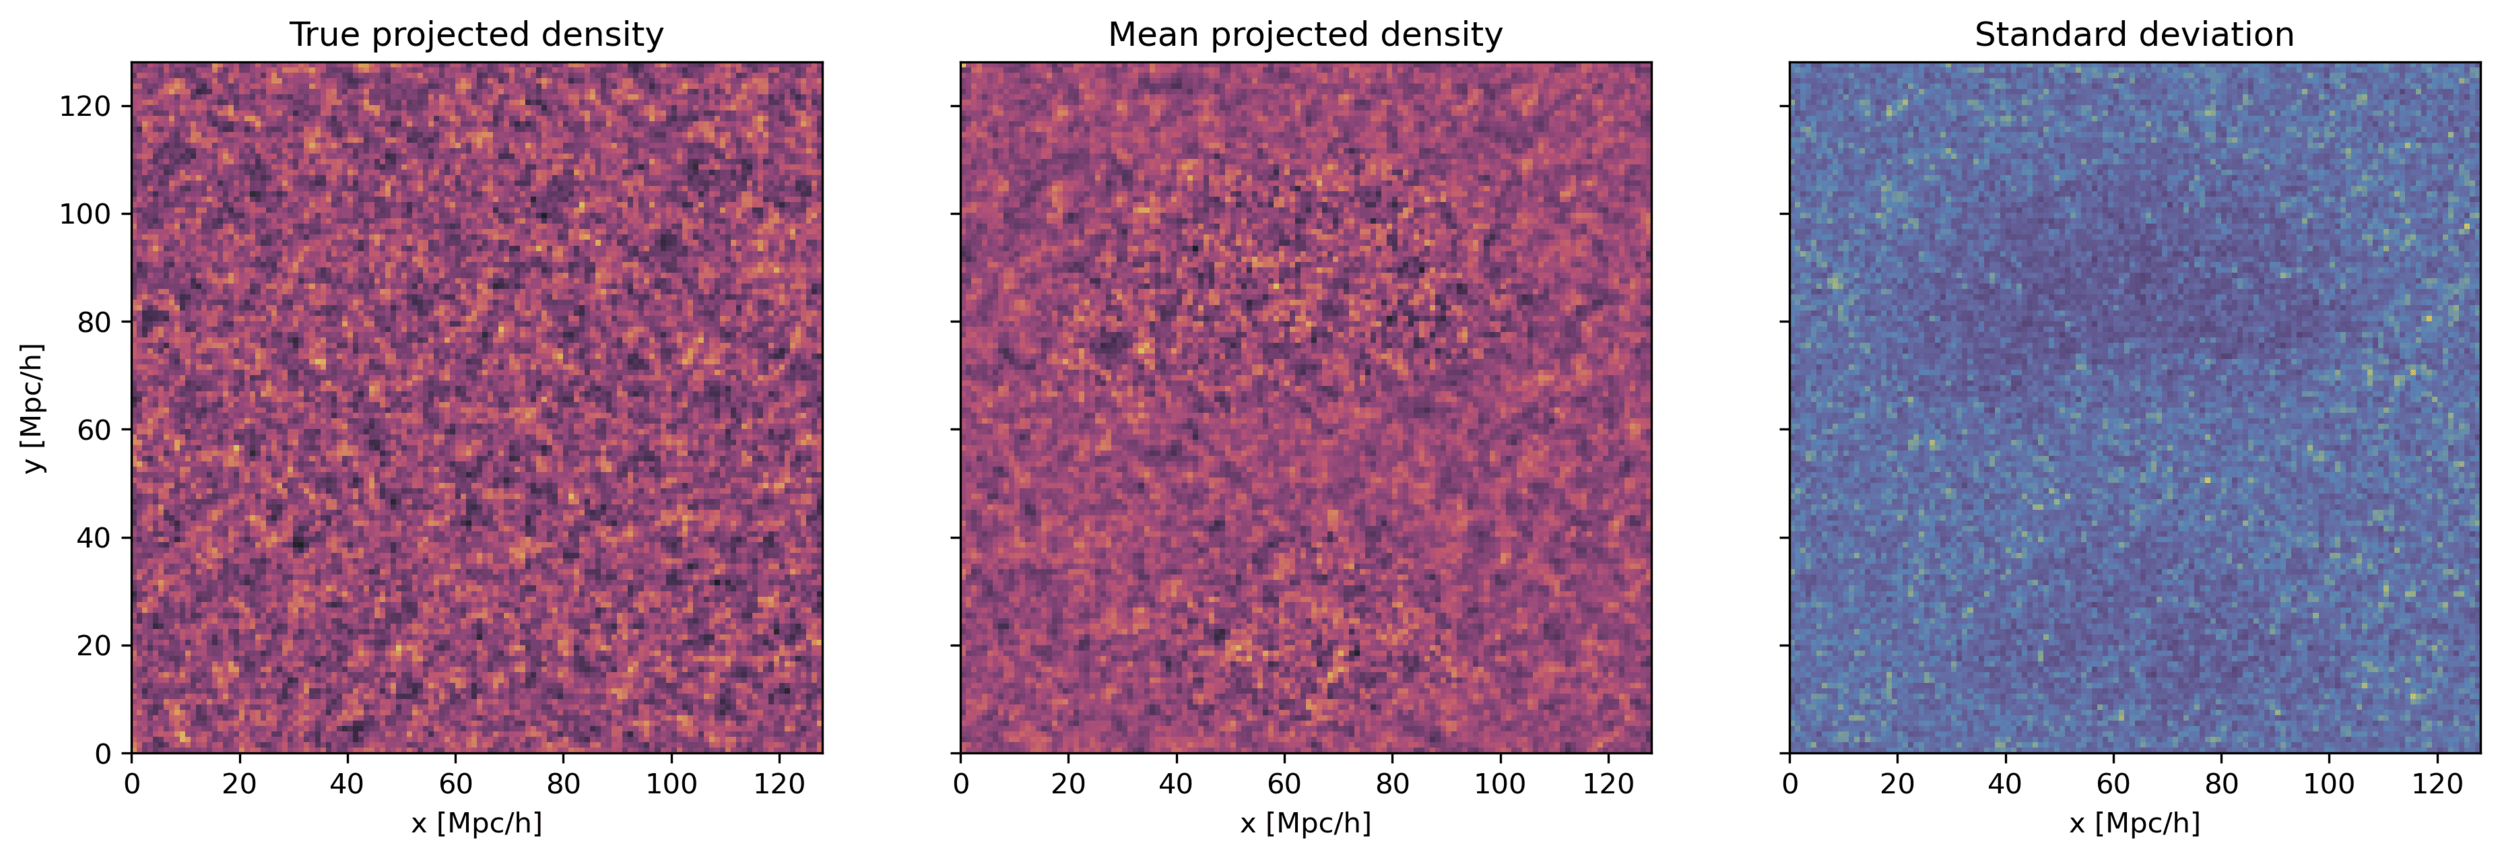 True projected density
Mean projected density
Standard deviation
120
100
80
60
40
20
0
y [Mpc/h]
0 20 40 60 80 100 120
0 20 40 60 80 100 120
0 20 40 60 80 100 120
x [Mpc/h]
x [Mpc/h]
x [Mpc/h]